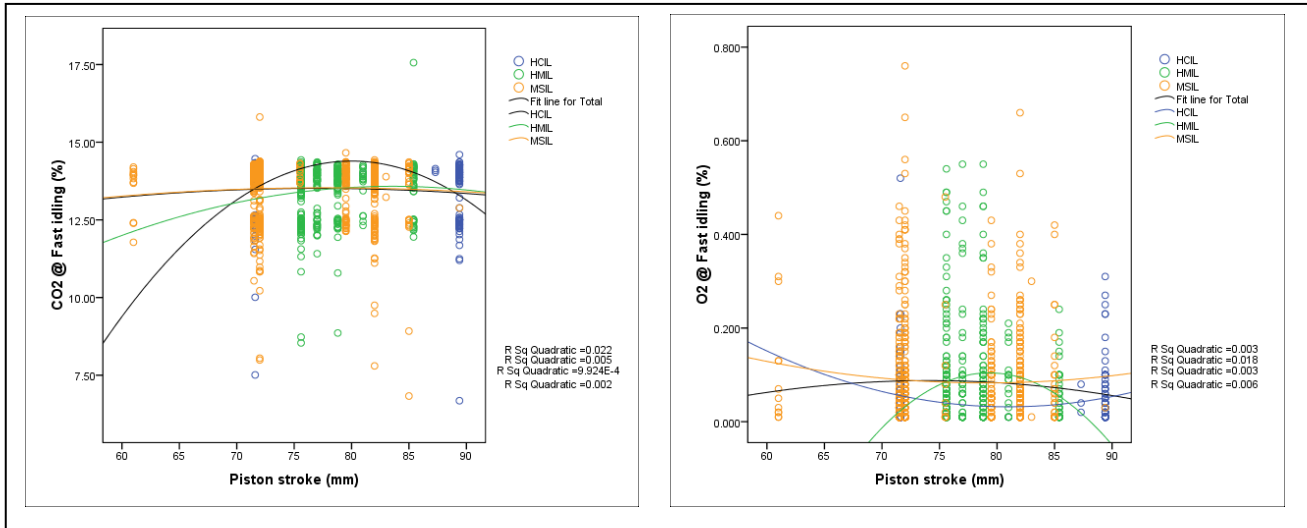 17.50
15.00
12.50
10.00
7.50
CO2 @ Fast idling (%)
60 65 70 75 80 85 90
Piston stroke (mm)
HCIL
HMIL
MSIL
Fit line for Total
HCIL
HMIL
MSIL
R Sq Quadratic =0.022
R Sq Quadratic =0.005
R Sq Quadratic =9.924E-4
R Sq Quadratic =0.002
0.800
0.600
0.400
0.200
0.000
O2 @ Fast idling (%)
60 65 70 75 80 85 90
Piston stroke (mm)
HCIL
HMIL
MSIL
Fit line for Total
HCIL
HMIL
MSIL
R Sq Quadratic =0.003
R Sq Quadratic =0.018
R Sq Quadratic =0.003
R Sq Quadratic =0.006